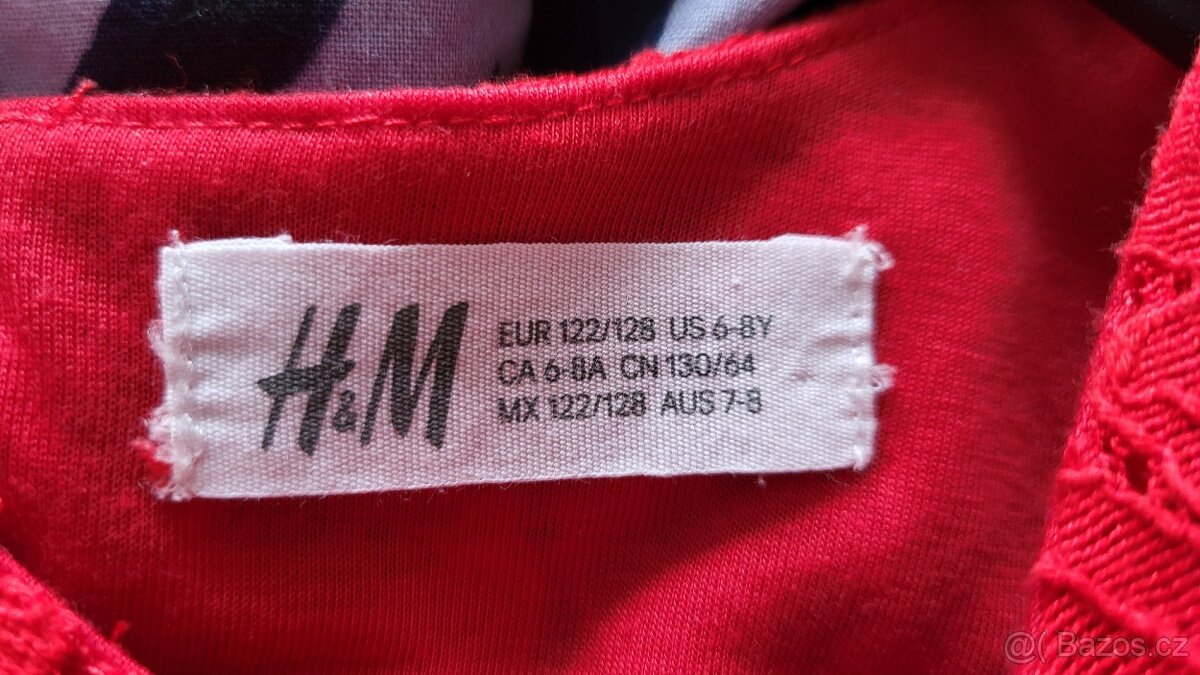 H&M
EUR 122/128 US 6-8Y
CA 6-8A CN 130/64
MX 122/128 AUS 7-8
@( Bazos.cz